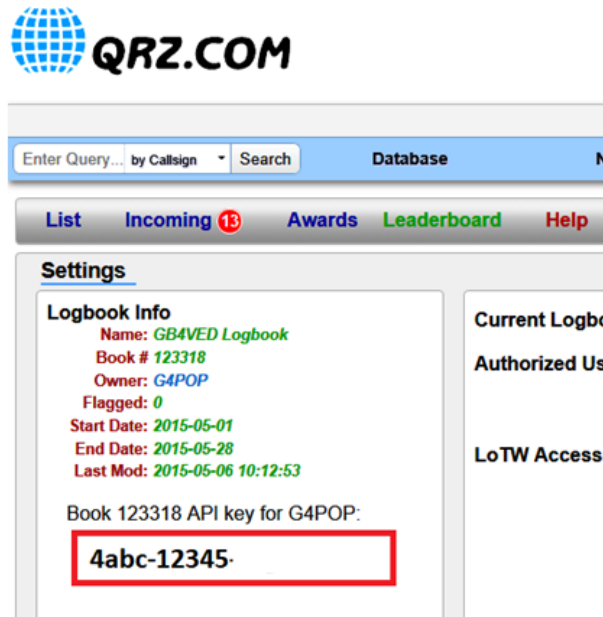 QRZ.COM
Enter Query... by Callsign Search Database
List Incoming 13 Awards Leaderboard Help
Settings
Logbook Info
Name: GB4VED Logbook
Book # 123318
Owner: G4POP
Flagged: 0
Start Date: 2015-05-01
End Date: 2015-05-28
Last Mod: 2015-05-06 10:12:53
Book 123318 API key for G4POP:
4abc-12345-
Current Logbo
Authorized Us
LoTW Access